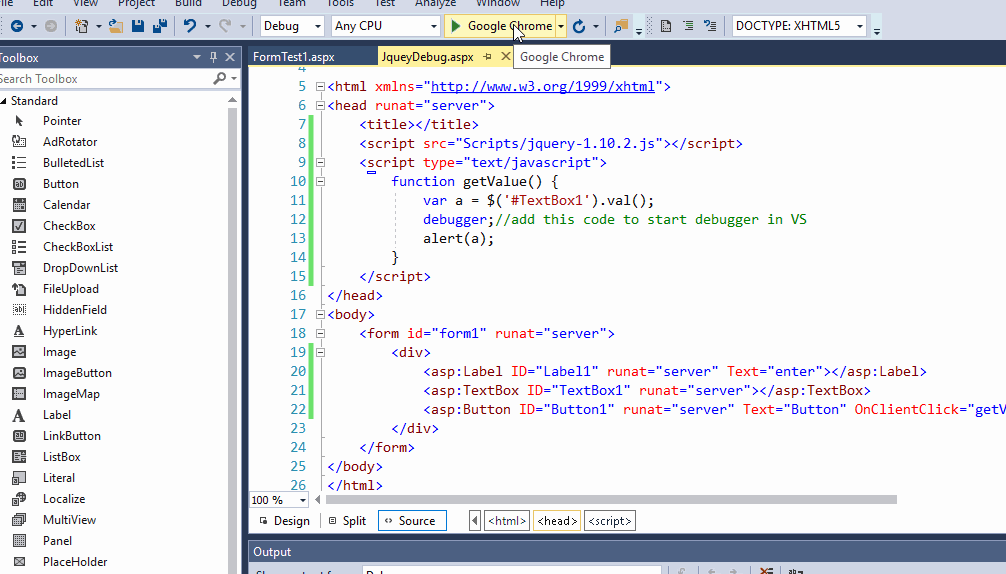 Edit View Project Build Debug Team Tools Test Analyze Window Help
Debug Any CPU Google Chrome DOCTYPE: XHTML5
Toolbox
Search Toolbox
Standard
Pointer
AdRotator
BulletedList
Button
Calendar
CheckBox
CheckBoxList
DropDownList
FileUpload
HiddenField
HyperLink
Image
ImageButton
ImageMap
Label
LinkButton
ListBox
Literal
Localize
MultiView
Panel
PlaceHolder
FormTest1.aspx JqueyDebug.aspx Google Chrome
4
5 <html xmlns="http://www.w3.org/1999/xhtml">
6 <head runat="server">
7 <title></title>
8 <script src="Scripts/jquery-1.10.2.js"></script>
9 <script type="text/javascript">
10 function getValue() {
11 var a = $('#TextBox1').val();
12 debugger;//add this code to start debugger in VS
13 alert(a);
14 }
15 </script>
16 </head>
17 <body>
18 <form id="form1" runat="server">
19 <div>
20 <asp:Label ID="Label1" runat="server" Text="enter"></asp:Label>
21 <asp:TextBox ID="TextBox1" runat="server"></asp:TextBox>
22 <asp:Button ID="Button1" runat="server" Text="Button" OnClientClick="getV
23 </div>
24 </form>
25 </body>
26 </html>
100 %
Design Split Source <html> <head> <script>
Output